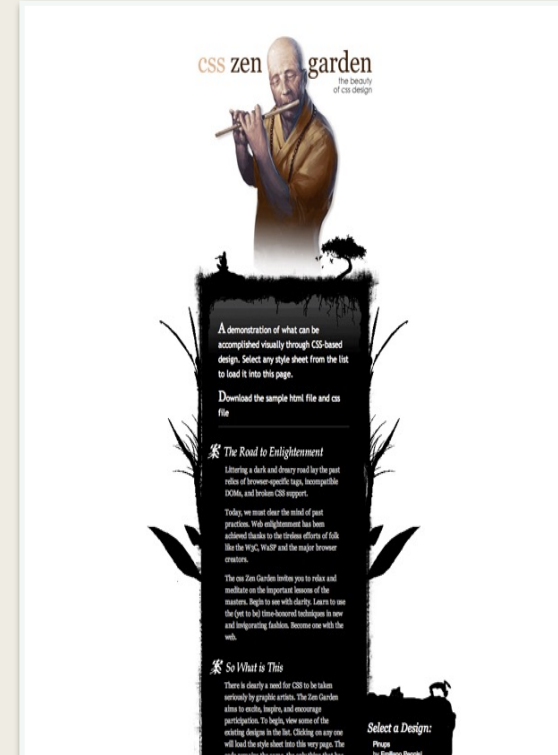 css zen garden
the beauty
of css design
A demonstration of what can be
accomplished visually through CSS-based
design. Select any style sheet from the list
to load it into this page.
Download the sample html file and css
file
The Road to Enlightenment
Littering a dark and dreary road lay the past
relics of browser-specific tags, incompatible
DOMs, and broken CSS support.
Today, we must clear the mind of past
practices. Web enlightenment has been
achieved thanks to the tireless efforts of folk
like the W3C, WaSP and the major browser
creators.
The css Zen Garden invites you to relax and
meditate on the important lessons of the
masters. Begin to see with clarity. Learn to use
the (yet to be) time-honored techniques in new
and invigorating fashion. Become one with the
web.
So What is This
There is clearly a need for CSS to be taken
seriously by graphic artists. The Zen Garden
aims to excite, inspire, and encourage
participation. To begin, view some of the
existing designs in the list. Clicking on any one
will load the style sheet into this very page. The
Select a Design:
Pinups
by Emiliano Pennisi